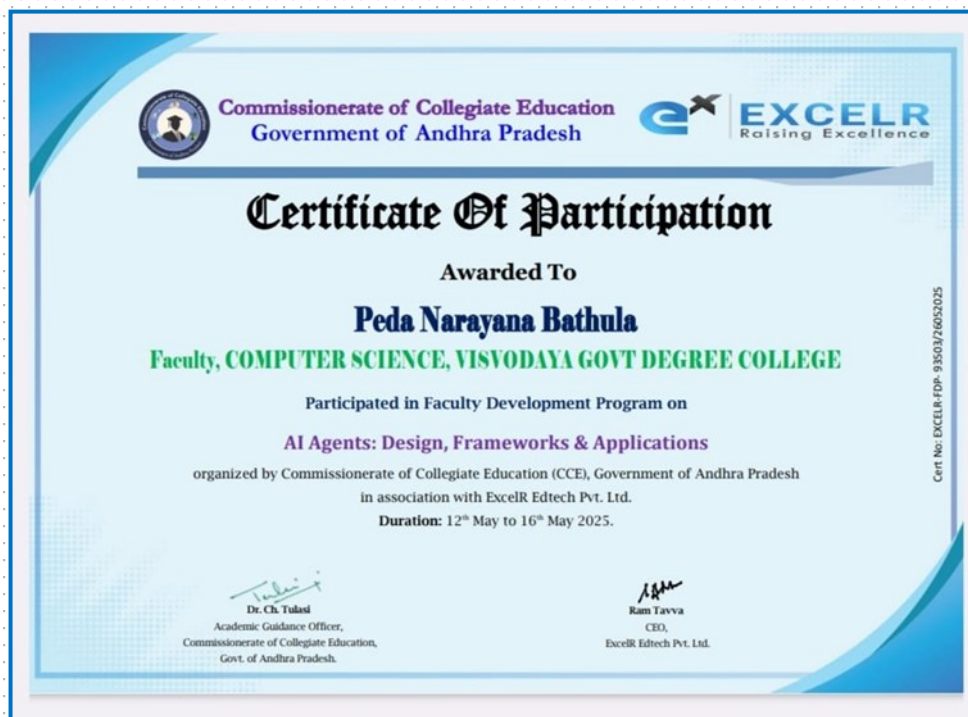 Commissionerate of Collegiate Education
Government of Andhra Pradesh
ex EXCELR
Raising Excellence
Certificate Of Participation
Awarded To
Peda Narayana Bathula
Faculty, COMPUTER SCIENCE, VISVODAYA GOVT DEGREE COLLEGE
Participated in Faculty Development Program on
AI Agents: Design, Frameworks & Applications
organized by Commissionerate of Collegiate Education (CCE), Government of Andhra Pradesh
in association with ExcelR Edtech Pvt. Ltd.
Duration: 12th May to 16th May 2025.
Cert No: EXCELR-FDP- 93503/26052025
Dr. Ch. Tulasi
Academic Guidance Officer,
Commissionerate of Collegiate Education,
Govt. of Andhra Pradesh.
Ram Tavva
CEO,
ExcelR Edtech Pvt. Ltd.